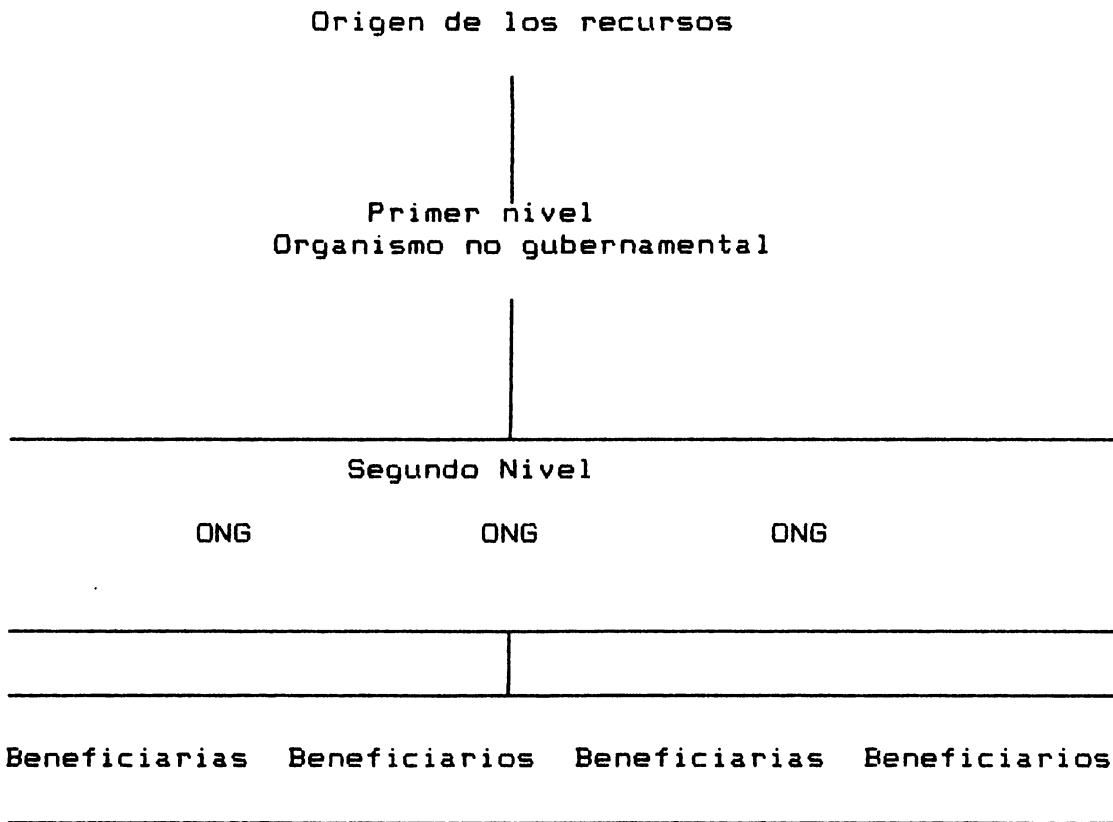 Origen de los recursos
Primer nivel
Organismo no gubernamental
Segundo Nivel
ONG ONG ONG
Beneficiarias Beneficiarios Beneficiarias Beneficiarios